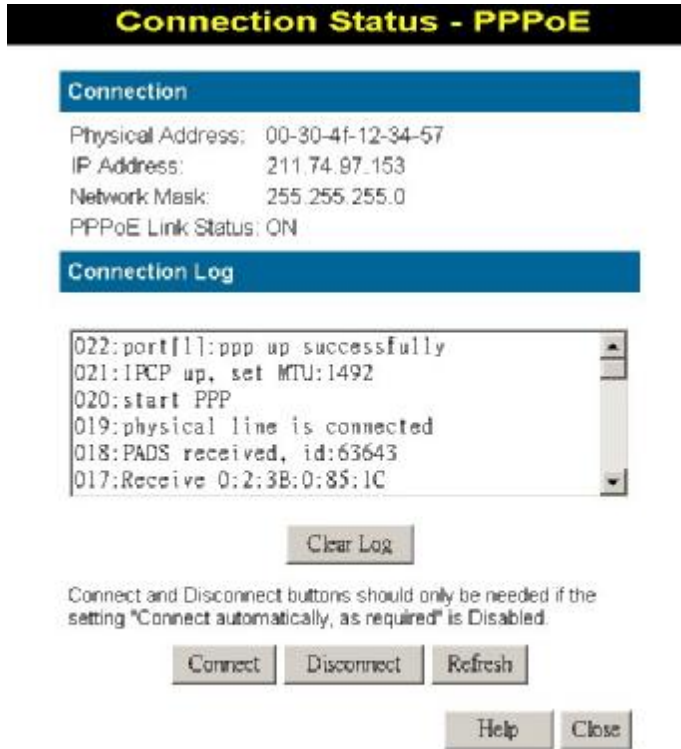 Connection Status - PPPoE
Connection
Physical Address: 00-30-4f-12-34-57
IP Address: 211.74.97.153
Network Mask: 255.255.255.0
PPPoE Link Status: ON
Connection Log
022:port[1]:ppp up successfully
021:IPCP up, set MTU:1492
020:start PPP
019:physical line is connected
018:PADS received, id:63643
017:Receive 0:2:3B:0:85:1C
Clear Log
Connect and Disconnect buttons should only be needed if the
setting "Connect automatically, as required" is Disabled.
Connect Disconnect Refresh
Help Close